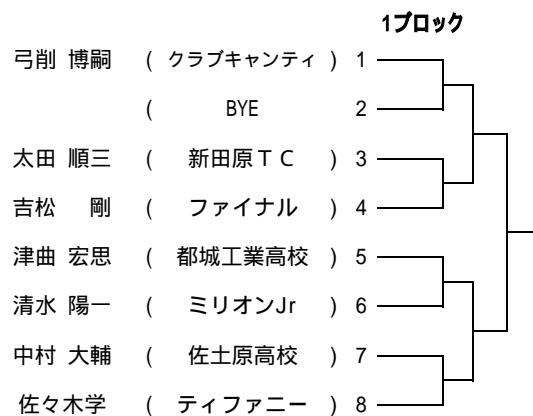 1ブロック
弓削 博嗣 ( クラブキャンティ ) 1
( BYE 2
太田 順三 ( 新田原TC ) 3
吉松 剛 ( ファイナル ) 4
津曲 宏思 ( 都城工業高校 ) 5
清水 陽一 ( ミリオンJr ) 6
中村 大輔 ( 佐土原高校 ) 7
佐々木学 ( ティファニー ) 8